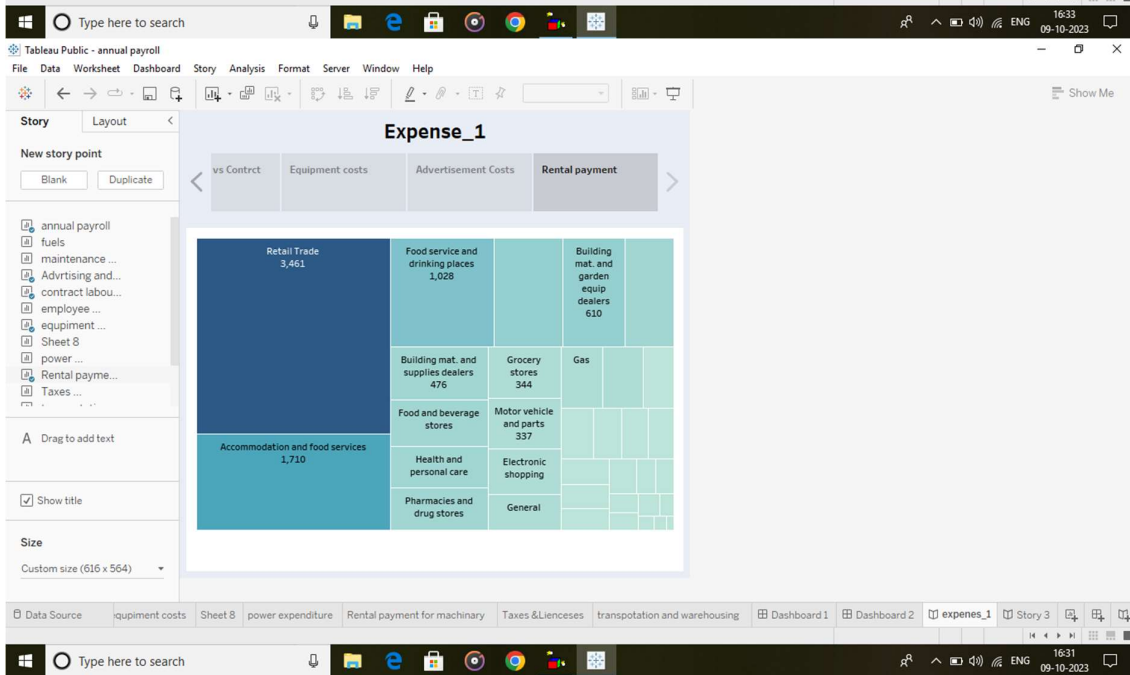 Type here to search
ENG
16:33
09-10-2023
Tableau Public - annual payroll
File Data Worksheet Dashboard Story Analysis Format Server Window Help
Show Me
Story Layout
New story point
Blank Duplicate
annual payroll
fuels
maintenance ...
Advrtising and...
contract labou...
employee ...
equpiment ...
Sheet 8
power ...
Rental payme...
Taxes ...
A Drag to add text
Show title
Size
Custom size (616 x 564)
Expense_1
vs Contrct
Equipment costs
Advertisement Costs
Rental payment
Retail Trade
3,461
Accommodation and food services
1,710
Food service and
drinking places
1,028
Building
mat. and
garden
equip
dealers
610
Building mat. and
supplies dealers
476
Grocery
stores
344
Gas
Food and beverage
stores
Motor vehicle
and parts
337
Health and
personal care
Electronic
shopping
Pharmacies and
drug stores
General
Data Source
equpiment costs Sheet 8 power expenditure Rental payment for machinary Taxes &Lienceses transpotation and warehousing Dashboard 1 Dashboard 2 expenes_1 Story 3
Type here to search
ENG
16:31
09-10-2023